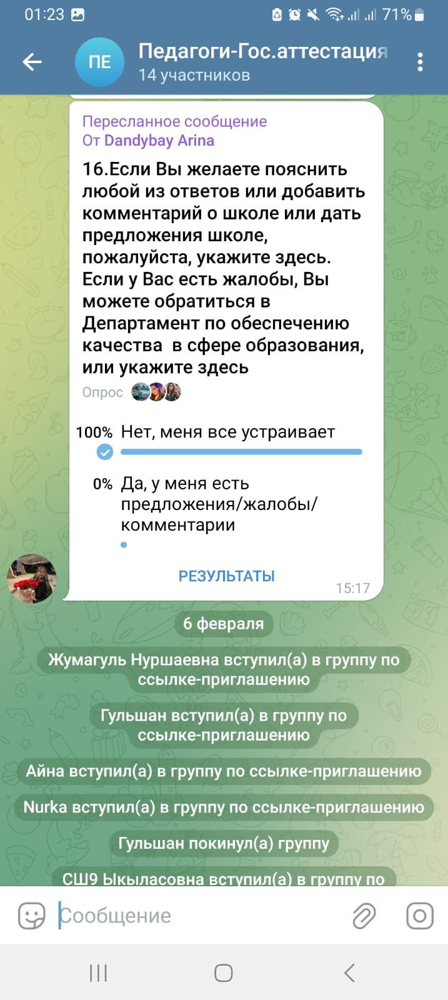 01:23
71%
ПЕ
Педагоги-Гос.аттестация
14 участников
Пересланное сообщение
От Dandybay Arina
16.Если Вы желаете пояснить
любой из ответов или добавить
комментарий о школе или дать
предложения школе,
пожалуйста, укажите здесь.
Если у Вас есть жалобы, Вы
можете обратиться в
Департамент по обеспечению
качества  в сфере образования,
или укажите здесь
Опрос
100% Нет, меня все устраивает
0% Да, у меня есть
предложения/жалобы/
комментарии
РЕЗУЛЬТАТЫ
15:17
6 февраля
Жумагуль Нуршаевна вступил(а) в группу по
ссылке-приглашению
Гульшан вступил(а) в группу по
ссылке-приглашению
Айна вступил(а) в группу по ссылке-приглашению
Nurka вступил(а) в группу по ссылке-приглашению
Гульшан покинул(а) группу
СШ9 Ыкыласовна вступил(а) в группу по
Сообщение